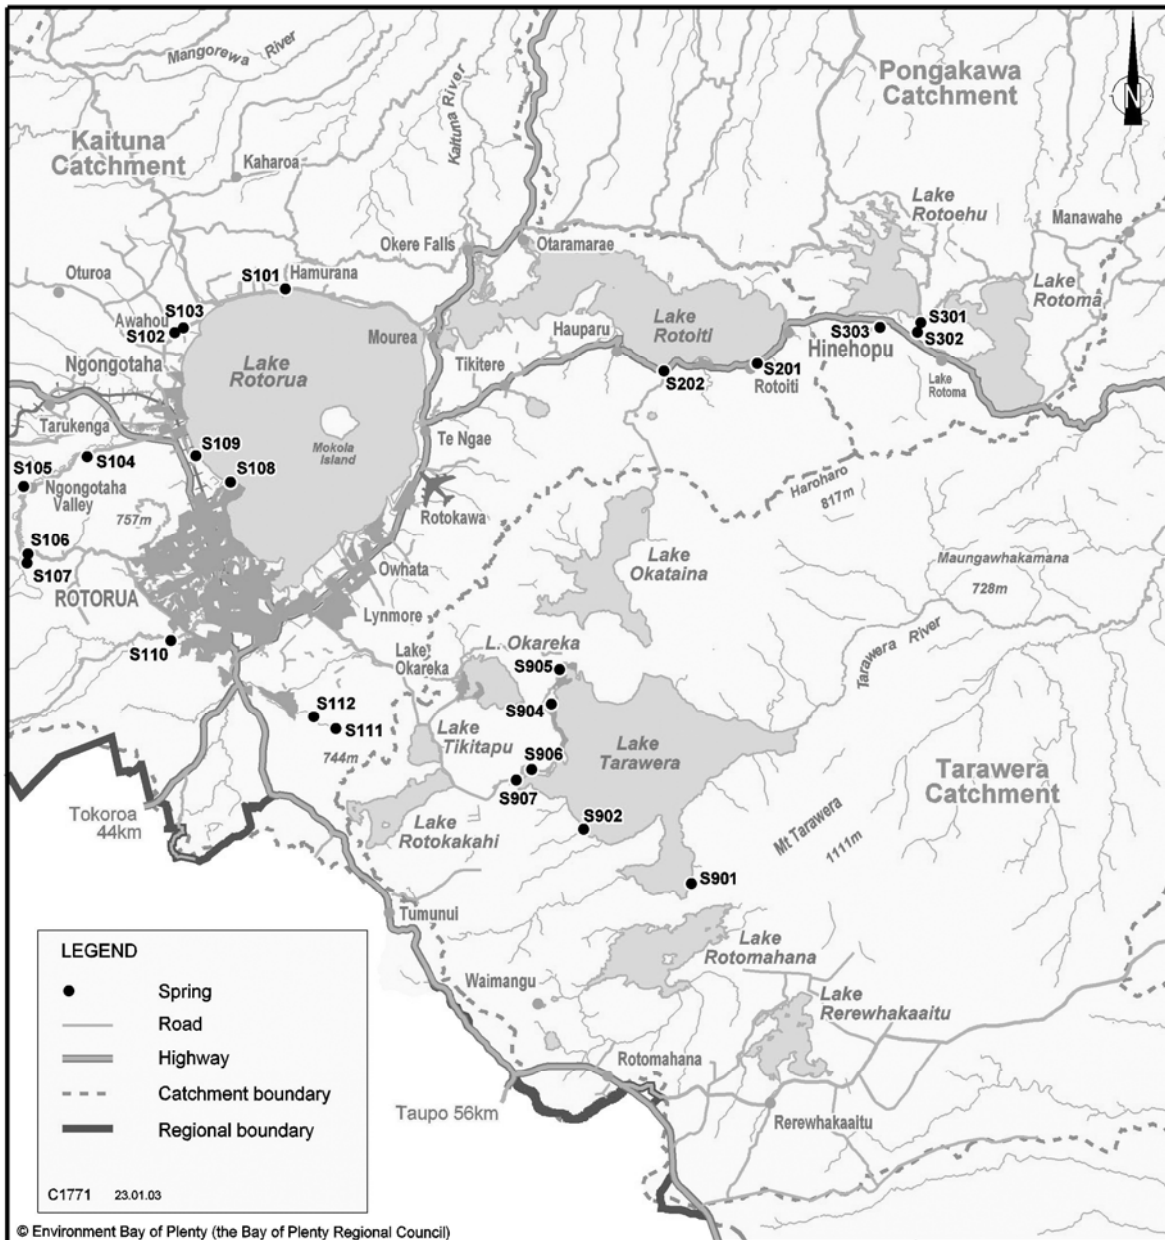 Mangorewa River
Kaituna River
Pongakawa
Catchment
N
Kaituna
Catchment
Kaharoa
Lake
Rotoehu
Manawahe
Okere Falls
Otaramarae
Oturoa
S101
Hamurana
Lake
Rotoma
S103
Awahou
S102
Mourea
Hauparu
Lake
Rotoiti
S303
S301
S302
Hinehopu
Ngongotaha
Lake
Rotorua
Tikitere
S202
S201
Rotoiti
Lake
Rotoma
Tarukenga
Mokoia
Island
Te Ngae
S109
S104
S108
S105
Ngongotaha
Valley
757m
Rotokawa
Haroharo
817m
S106
S107
ROTORUA
Owhata
Lynmore
Lake
Okataina
Maungawhakamana
728m
S110
Lake
Okareka
L. Okareka
S905
Tarawera River
S904
S112
S111
744m
Lake
Tikitapu
S906
S907
Lake
Tarawera
Tarawera
Catchment
Tokoroa
44km
Lake
Rotokakahi
S902
Mt Tarawera
1111m
S901
Tumunui
Lake
Rotomahana
Waimangu
Lake
Rerewhakaaitu
Rotomahana
Taupo 56km
Rerewhakaaitu
LEGEND
Spring
Road
Highway
Catchment boundary
Regional boundary
C1771 23.01.03
© Environment Bay of Plenty (the Bay of Plenty Regional Council)